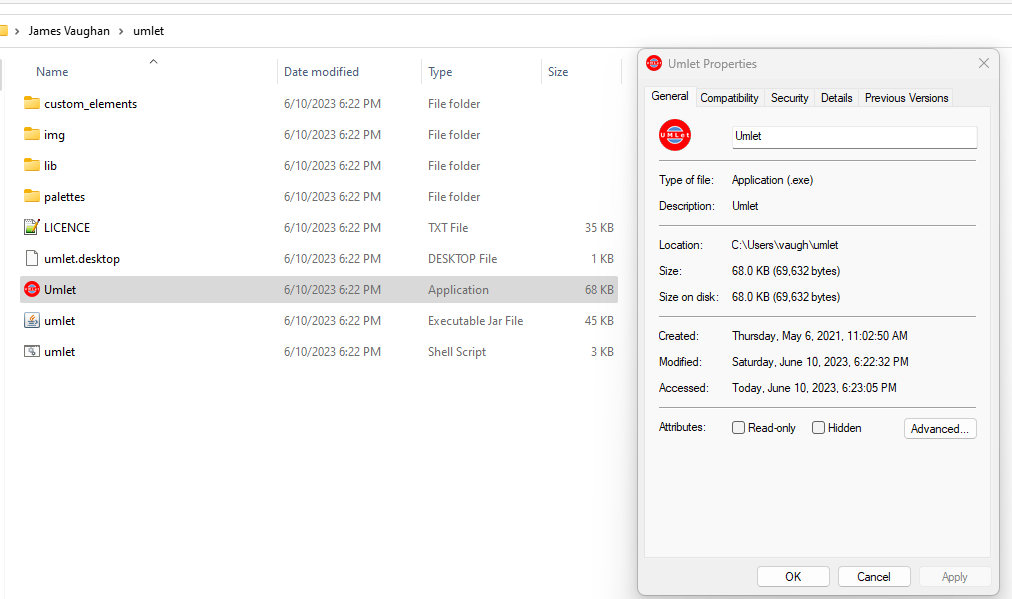 James Vaughan > umlet
Name Date modified Type Size
custom_elements 6/10/2023 6:22 PM File folder
img 6/10/2023 6:22 PM File folder
lib 6/10/2023 6:22 PM File folder
palettes 6/10/2023 6:22 PM File folder
LICENCE 6/10/2023 6:22 PM TXT File 35 KB
umlet.desktop 6/10/2023 6:22 PM DESKTOP File 1 KB
Umlet 6/10/2023 6:22 PM Application 68 KB
umlet 6/10/2023 6:22 PM Executable Jar File 45 KB
umlet 6/10/2023 6:22 PM Shell Script 3 KB
Umlet Properties
General Compatibility Security Details Previous Versions
UMLet Umlet
Type of file: Application (.exe)
Description: Umlet
Location: C:\Users\vaugh\umlet
Size: 68.0 KB (69,632 bytes)
Size on disk: 68.0 KB (69,632 bytes)
Created: Thursday, May 6, 2021, 11:02:50 AM
Modified: Saturday, June 10, 2023, 6:22:32 PM
Accessed: Today, June 10, 2023, 6:23:05 PM
Attributes: Read-only Hidden Advanced...
OK Cancel Apply